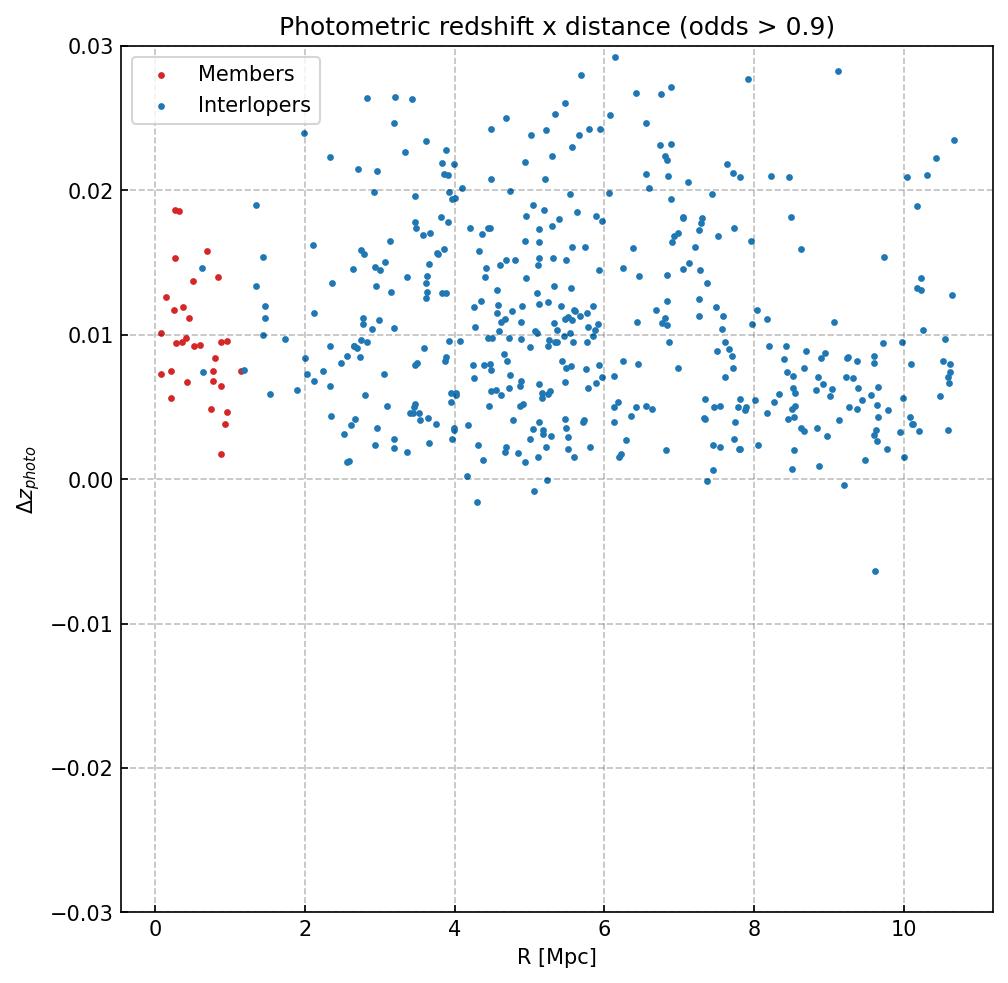 Photometric redshift x distance (odds > 0.9)
Members
Interlopers
0.03
0.02
0.01
0.00
−0.01
−0.02
−0.03
Δz_photo
0 2 4 6 8 10
R [Mpc]